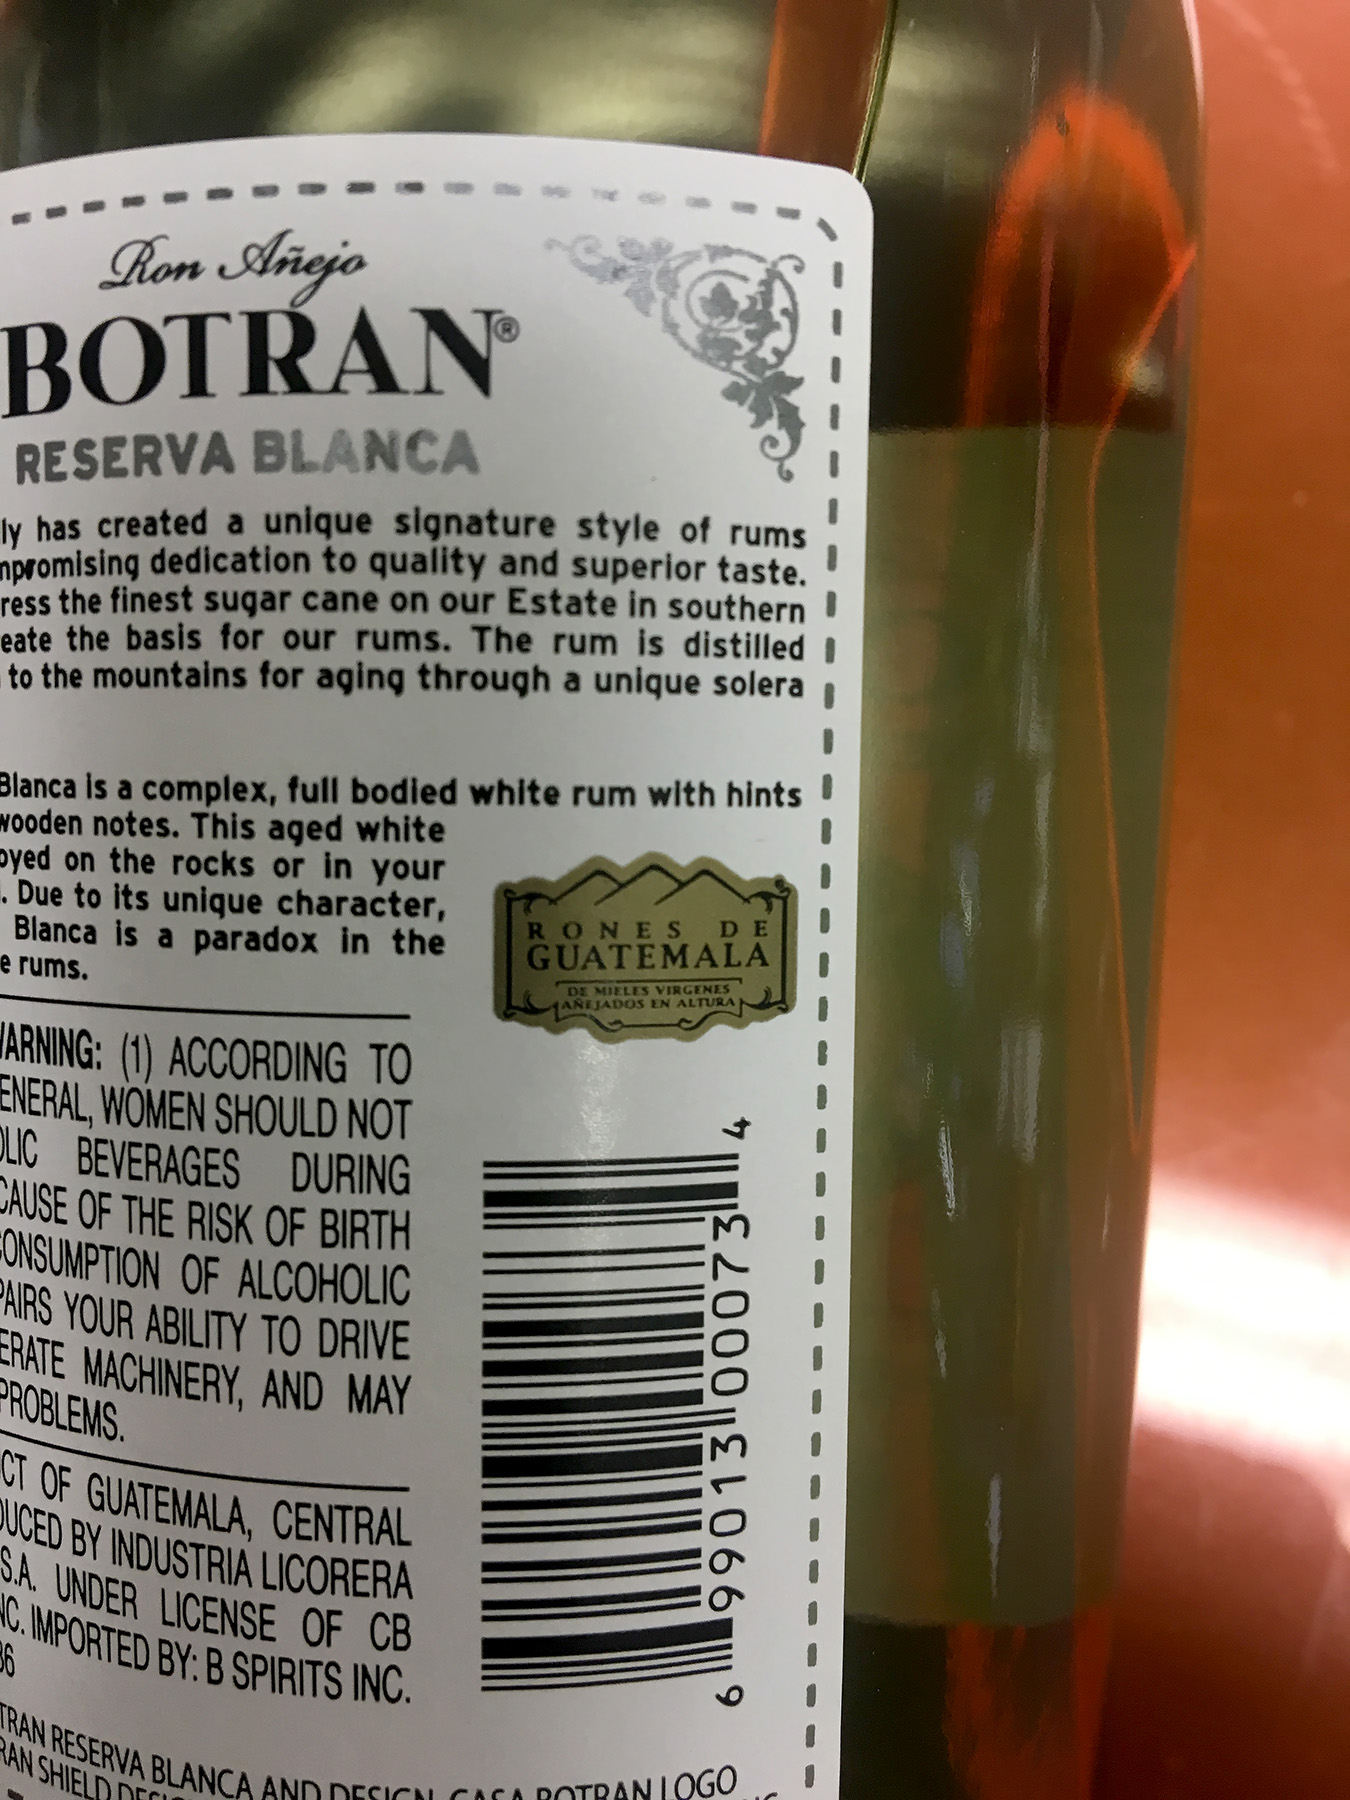 Ron Añejo
BOTRAN®
RESERVA BLANCA
ly has created a unique signature style of rums
mpromising dedication to quality and superior taste.
ress the finest sugar cane on our Estate in southern
eate the basis for our rums. The rum is distilled
to the mountains for aging through a unique solera
Blanca is a complex, full bodied white rum with hints
wooden notes. This aged white
oyed on the rocks or in your
. Due to its unique character,
Blanca is a paradox in the
e rums.
RONES DE
GUATEMALA
DE MIELES VIRGENES
AÑEJADOS EN ALTURA
WARNING: (1) ACCORDING TO
ENERAL, WOMEN SHOULD NOT
OLIC BEVERAGES DURING
CAUSE OF THE RISK OF BIRTH
CONSUMPTION OF ALCOHOLIC
PAIRS YOUR ABILITY TO DRIVE
ERATE MACHINERY, AND MAY
PROBLEMS.
CT OF GUATEMALA, CENTRAL
DUCED BY INDUSTRIA LICORERA
S.A. UNDER LICENSE OF CB
NC. IMPORTED BY: B SPIRITS INC.
36
6 99013 00073 4
TRAN RESERVA BLANCA AND DESIGN, CASA BOTRAN LOGO
RAN SHIELD